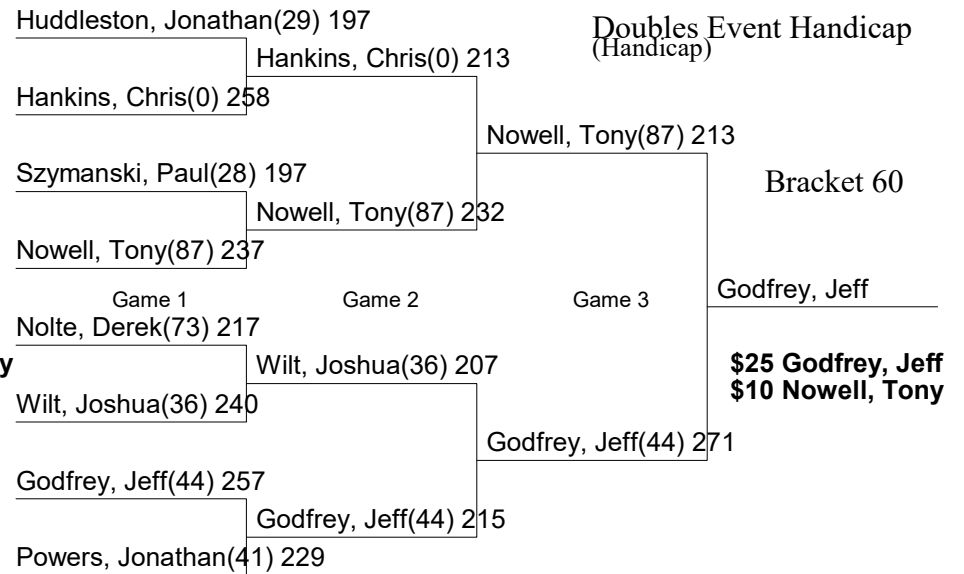 Huddleston, Jonathan(29) 197
Doubles Event Handicap
(Handicap)
Hankins, Chris(0) 213
Hankins, Chris(0) 258
Nowell, Tony(87) 213
Szymanski, Paul(28) 197
Bracket 60
Nowell, Tony(87) 232
Nowell, Tony(87) 237
Game 1
Game 2
Game 3
Godfrey, Jeff
Nolte, Derek(73) 217
y
Wilt, Joshua(36) 207
$25 Godfrey, Jeff
$10 Nowell, Tony
Wilt, Joshua(36) 240
Godfrey, Jeff(44) 271
Godfrey, Jeff(44) 257
Godfrey, Jeff(44) 215
Powers, Jonathan(41) 229